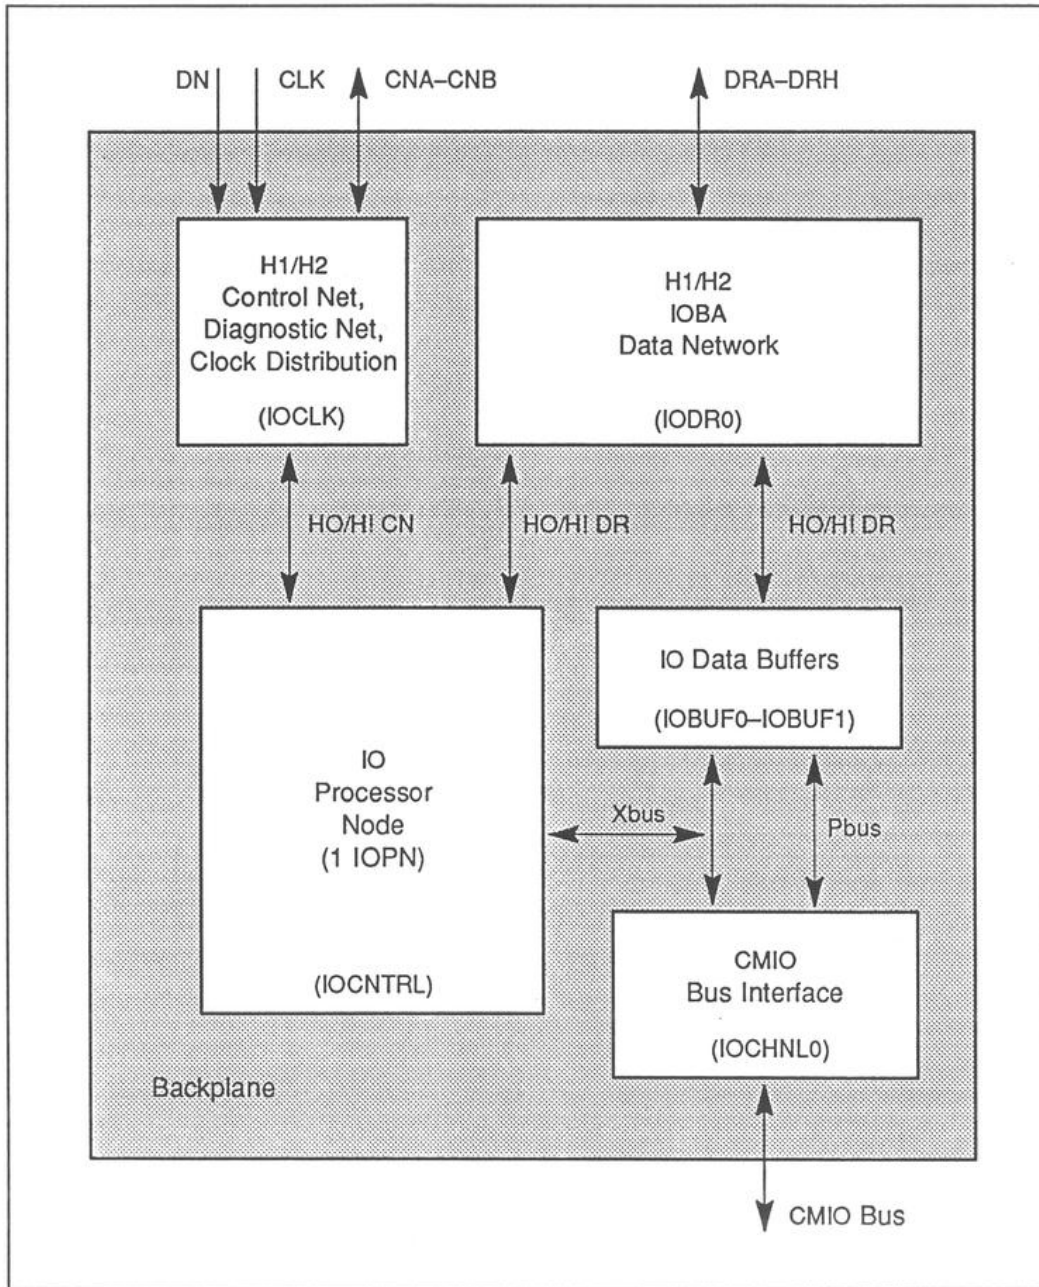 DN
CLK
CNA–CNB
DRA–DRH
H1/H2
Control Net,
Diagnostic Net,
Clock Distribution
(IOCLK)
H1/H2
IOBA
Data Network
(IODR0)
HO/HI CN
HO/HI DR
HO/HI DR
IO
Processor
Node
(1 IOPN)
(IOCNTRL)
IO Data Buffers
(IOBUF0–IOBUF1)
Xbus
Pbus
CMIO
Bus Interface
(IOCHNL0)
Backplane
CMIO Bus